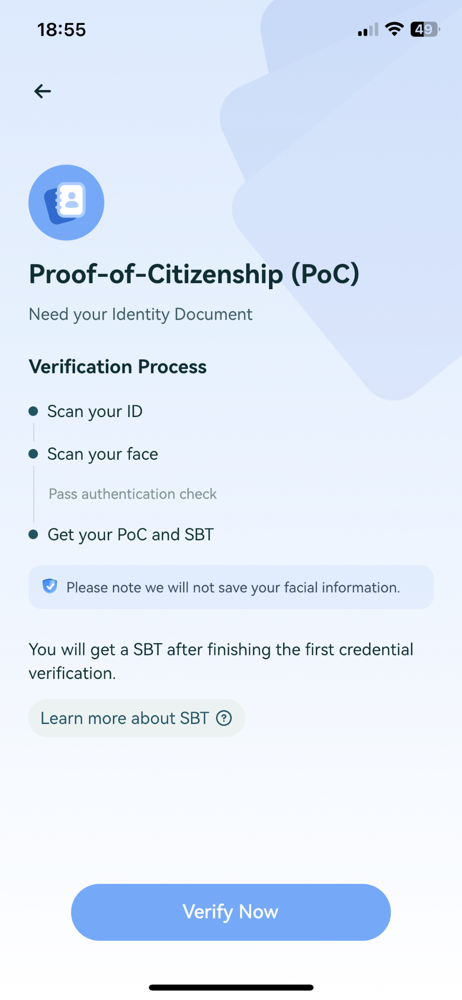 18:55
49
Proof-of-Citizenship (PoC)
Need your Identity Document
Verification Process
Scan your ID
Scan your face
Pass authentication check
Get your PoC and SBT
Please note we will not save your facial information.
You will get a SBT after finishing the first credential
verification.
Learn more about SBT ?
Verify Now